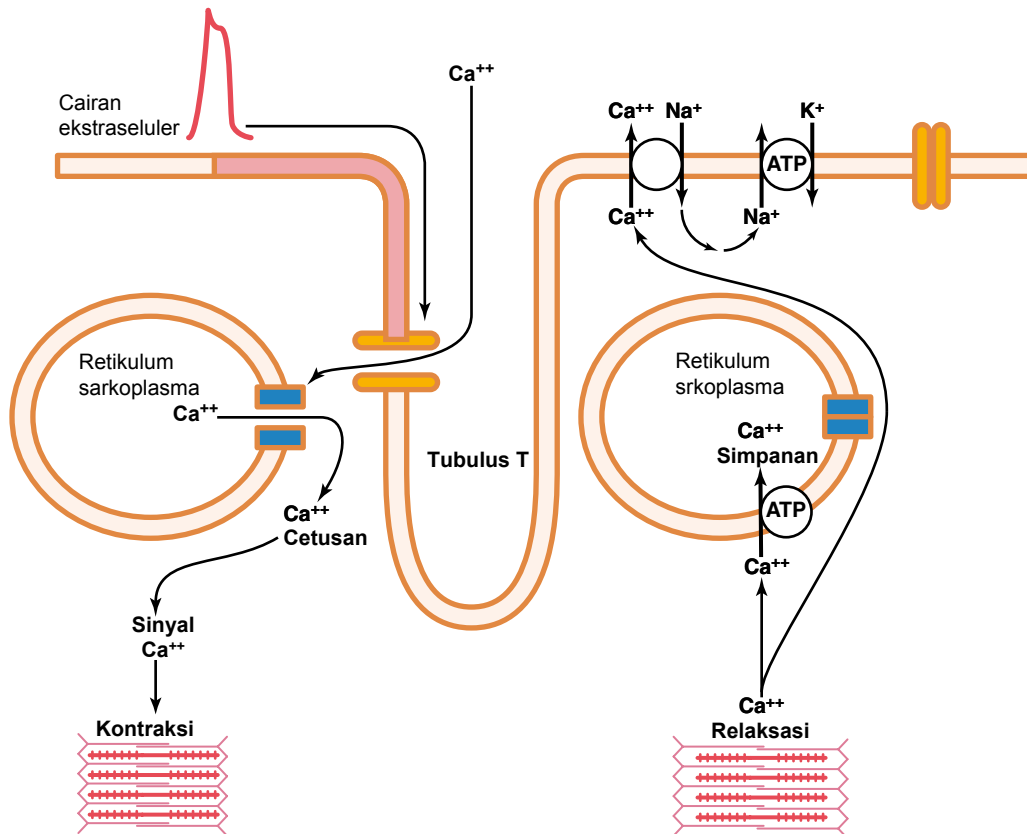 Cairan
ekstraseluler
Ca⁺⁺
Ca⁺⁺
Na⁺
K⁺
ATP
Ca⁺⁺
Na⁺
Retikulum
sarkoplasma
Ca⁺⁺
Ca⁺⁺
Cetusan
Sinyal
Ca⁺⁺
Kontraksi
Tubulus T
Retikulum
srkoplasma
Ca⁺⁺
Simpanan
ATP
Ca⁺⁺
Ca⁺⁺
Relaksasi